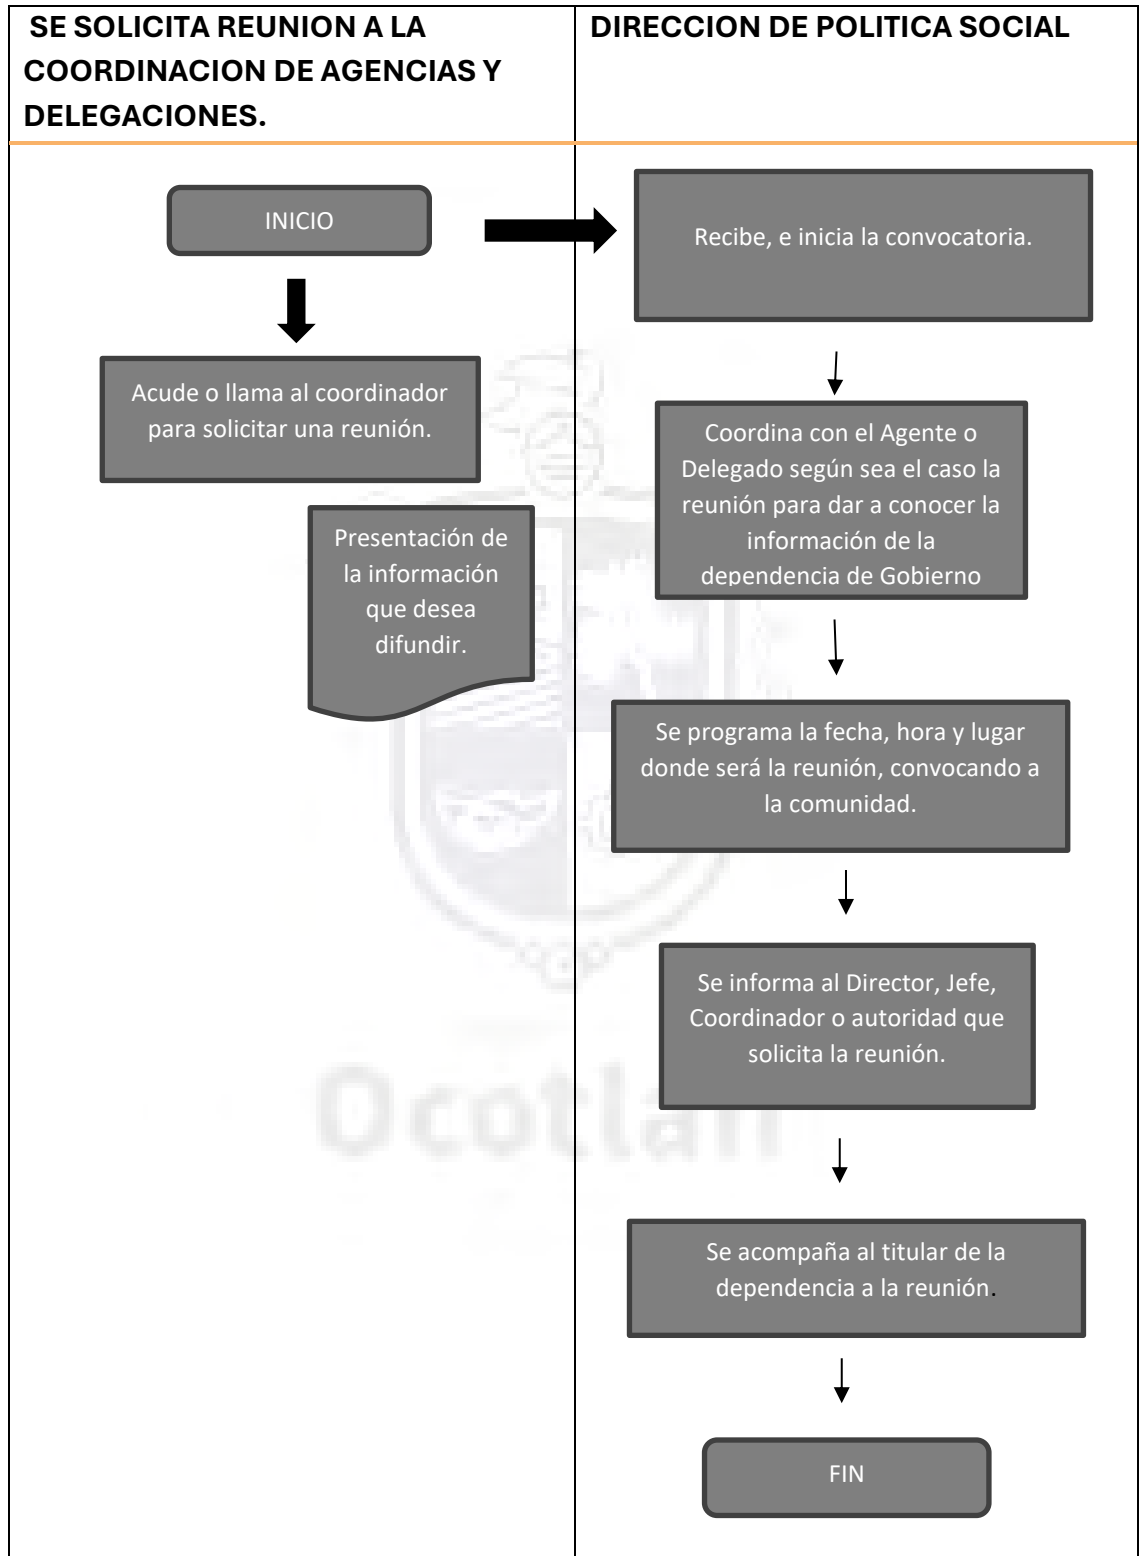 SE SOLICITA REUNION A LA
COORDINACION DE AGENCIAS Y
DELEGACIONES.
DIRECCION DE POLITICA SOCIAL
INICIO
Acude o llama al coordinador
para solicitar una reunión.
Presentación de
la información
que desea
difundir.
Recibe, e inicia la convocatoria.
Coordina con el Agente o
Delegado según sea el caso la
reunión para dar a conocer la
información de la
dependencia de Gobierno
Se programa la fecha, hora y lugar
donde será la reunión, convocando a
la comunidad.
Se informa al Director, Jefe,
Coordinador o autoridad que
solicita la reunión.
Se acompaña al titular de la
dependencia a la reunión.
FIN
Ocotlán